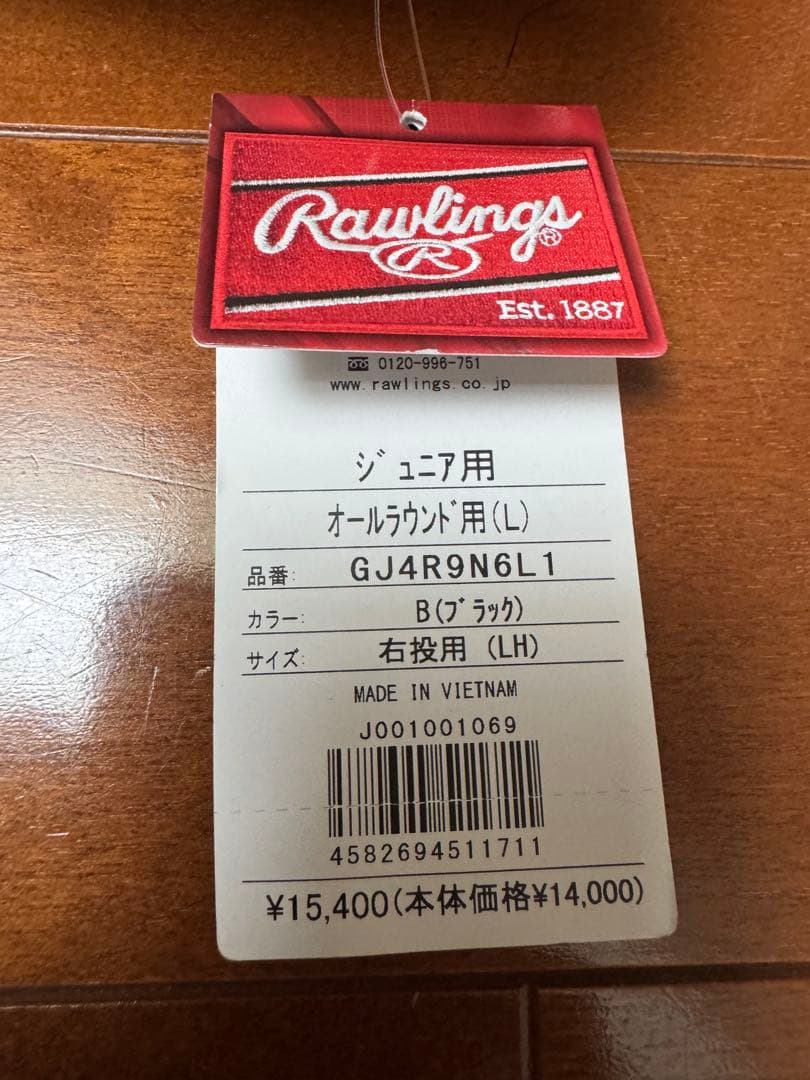 Rawlings®
R
Est. 1887
0120-996-751
www.rawlings.co.jp
ジュニア用
オールラウンド用(L)
品番: GJ4R9N6L1
カラー: B(ブラック)
サイズ: 右投用 (LH)
MADE IN VIETNAM
J001001069
4582694511711
¥15,400(本体価格¥14,000)